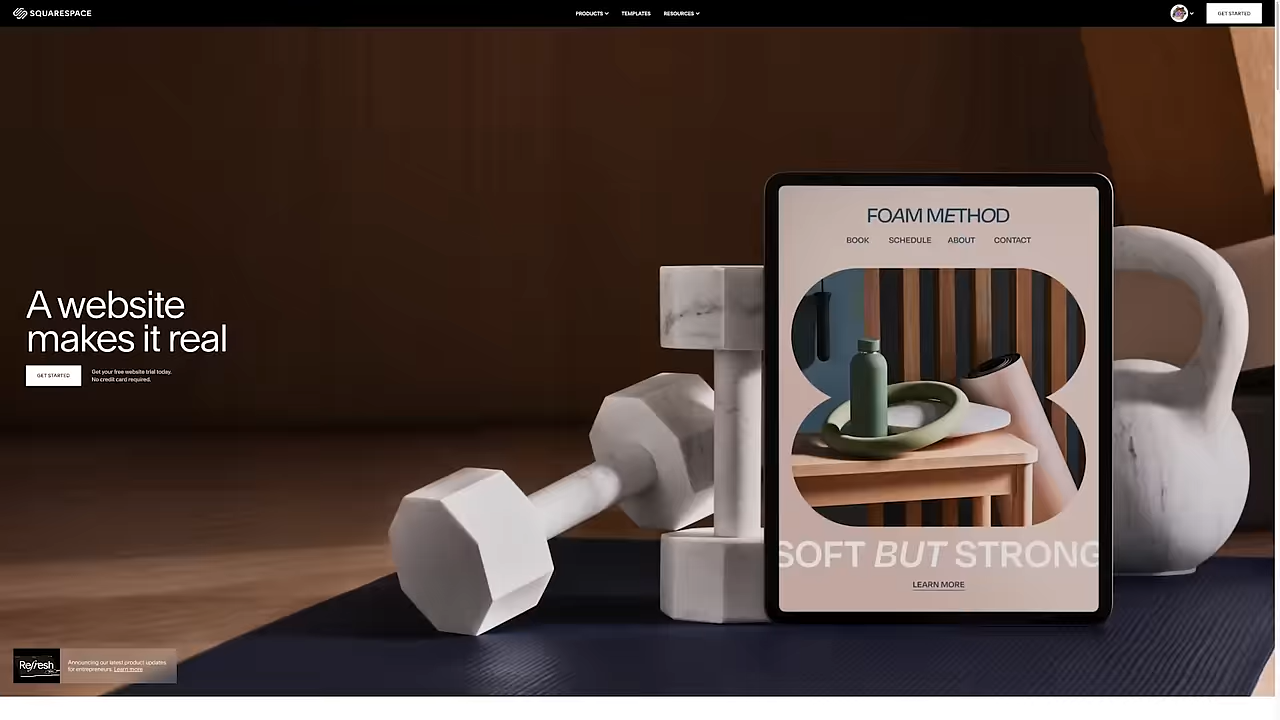 SQUARESPACE
PRODUCTS
TEMPLATES
RESOURCES
GET STARTED
A website
makes it real
GET STARTED
Get your free website trial today.
No credit card required.
FOAM METHOD
BOOK SCHEDULE ABOUT CONTACT
SOFT BUT STRONG
LEARN MORE
Refresh
Announcing our latest product updates
for entrepreneurs. Learn more